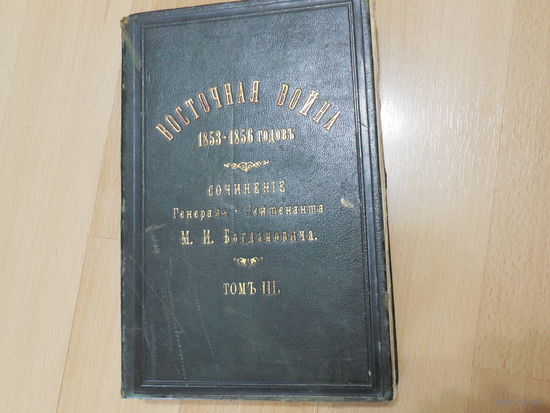 ВОСТОЧНАЯ ВОЙНА
1853-1856 годовъ
СОЧИНЕНІЕ
Генералъ-Лейтенанта
М. И. Богдановича.
ТОМЪ III.